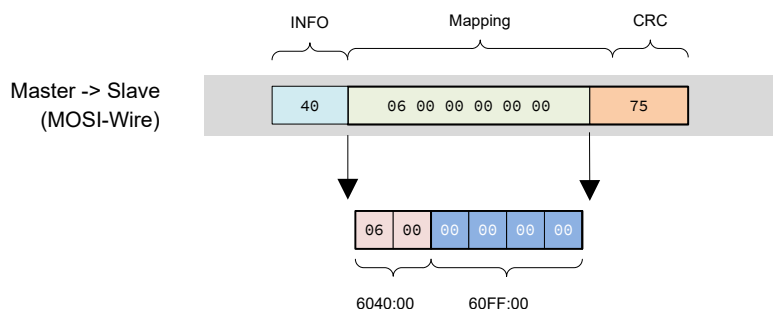 INFO Mapping CRC
Master -> Slave
(MOSI-Wire)
40 06 00 00 00 00 00 75
06 00 00 00 00 00
6040:00 60FF:00